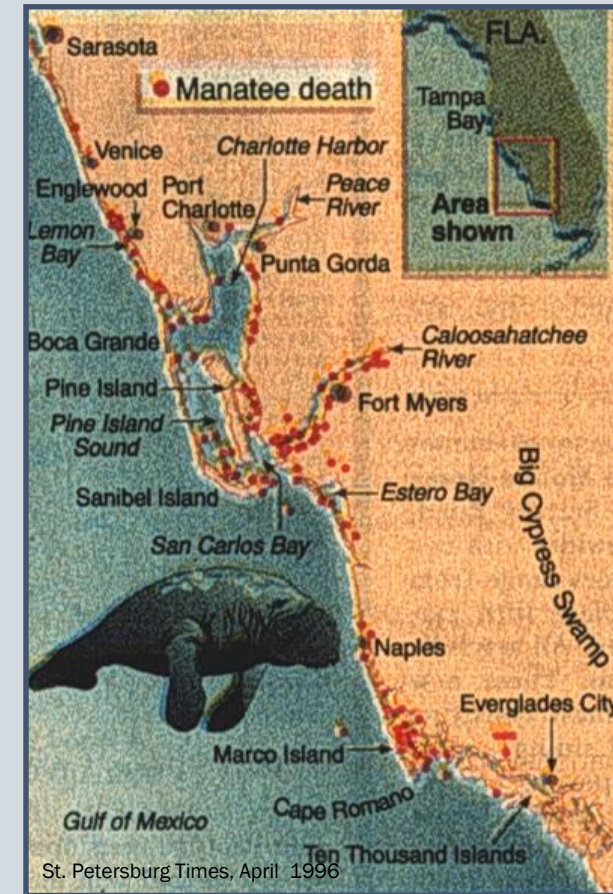 Sarasota
Manatee death
Venice
Charlotte Harbor
Englewood
Port
Charlotte
Peace
River
Lemon
Bay
Punta Gorda
Boca Grande
Caloosahatchee
River
Pine Island
Fort Myers
Pine Island
Sound
Sanibel Island
Estero Bay
San Carlos Bay
Big Cypress Swamp
Naples
Everglades City
Marco Island
Cape Romano
Gulf of Mexico
Ten Thousand Islands
St. Petersburg Times, April 1996
FLA.
Tampa
Bay
Area
shown